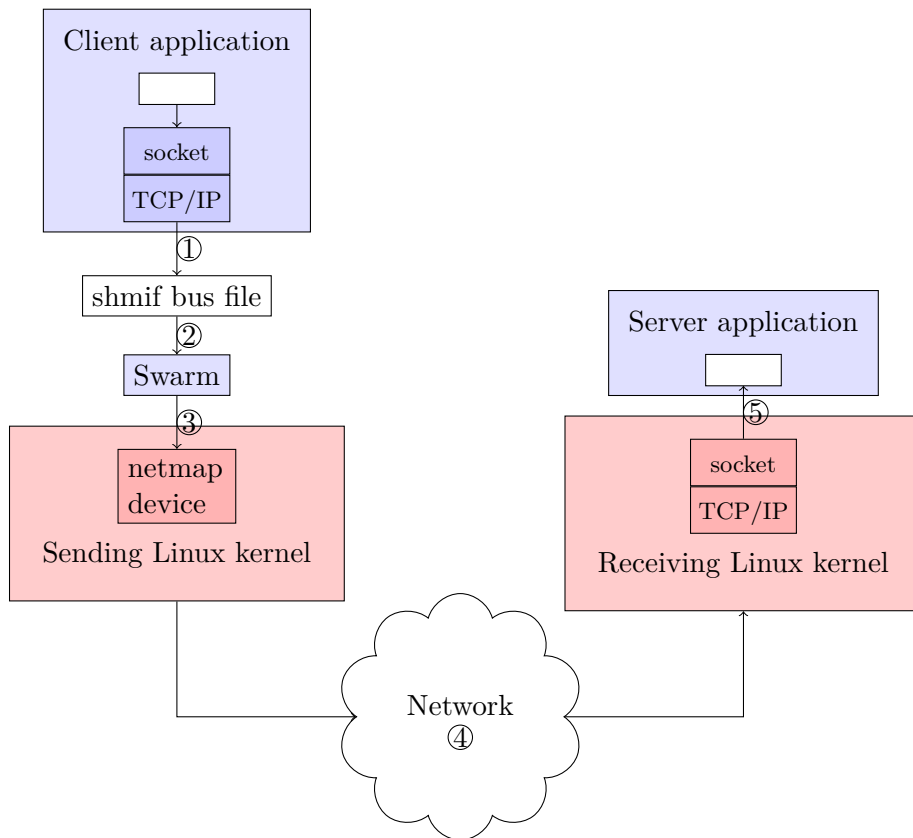 Client application
socket
TCP/IP
①
shmif bus file
②
Swarm
③
netmap
device
Sending Linux kernel
Server application
⑤
socket
TCP/IP
Receiving Linux kernel
Network
④